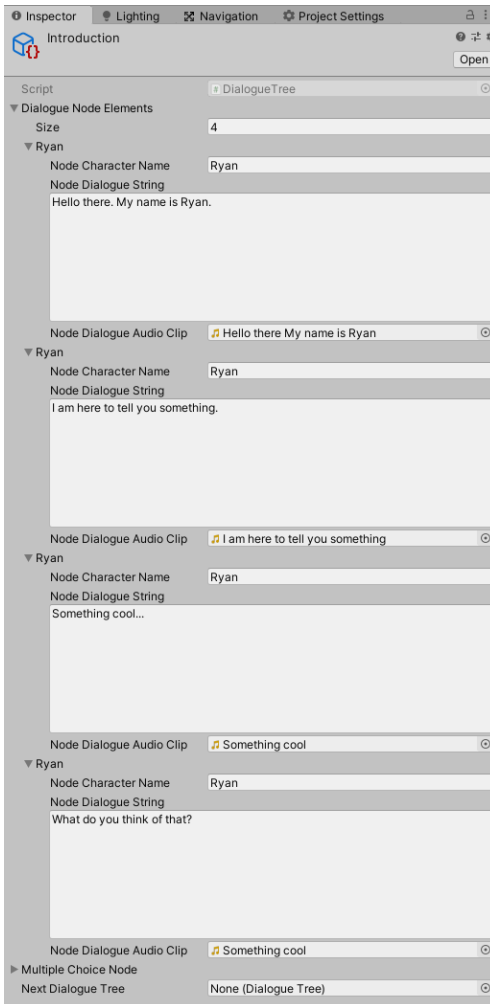 Inspector
Lighting
Navigation
Project Settings
Introduction
Open
Script
DialogueTree
Dialogue Node Elements
Size
4
Ryan
Node Character Name
Ryan
Node Dialogue String
Hello there. My name is Ryan.
Node Dialogue Audio Clip
Hello there My name is Ryan
Ryan
Node Character Name
Ryan
Node Dialogue String
I am here to tell you something.
Node Dialogue Audio Clip
I am here to tell you something
Ryan
Node Character Name
Ryan
Node Dialogue String
Something cool...
Node Dialogue Audio Clip
Something cool
Ryan
Node Character Name
Ryan
Node Dialogue String
What do you think of that?
Node Dialogue Audio Clip
Something cool
Multiple Choice Node
Next Dialogue Tree
None (Dialogue Tree)